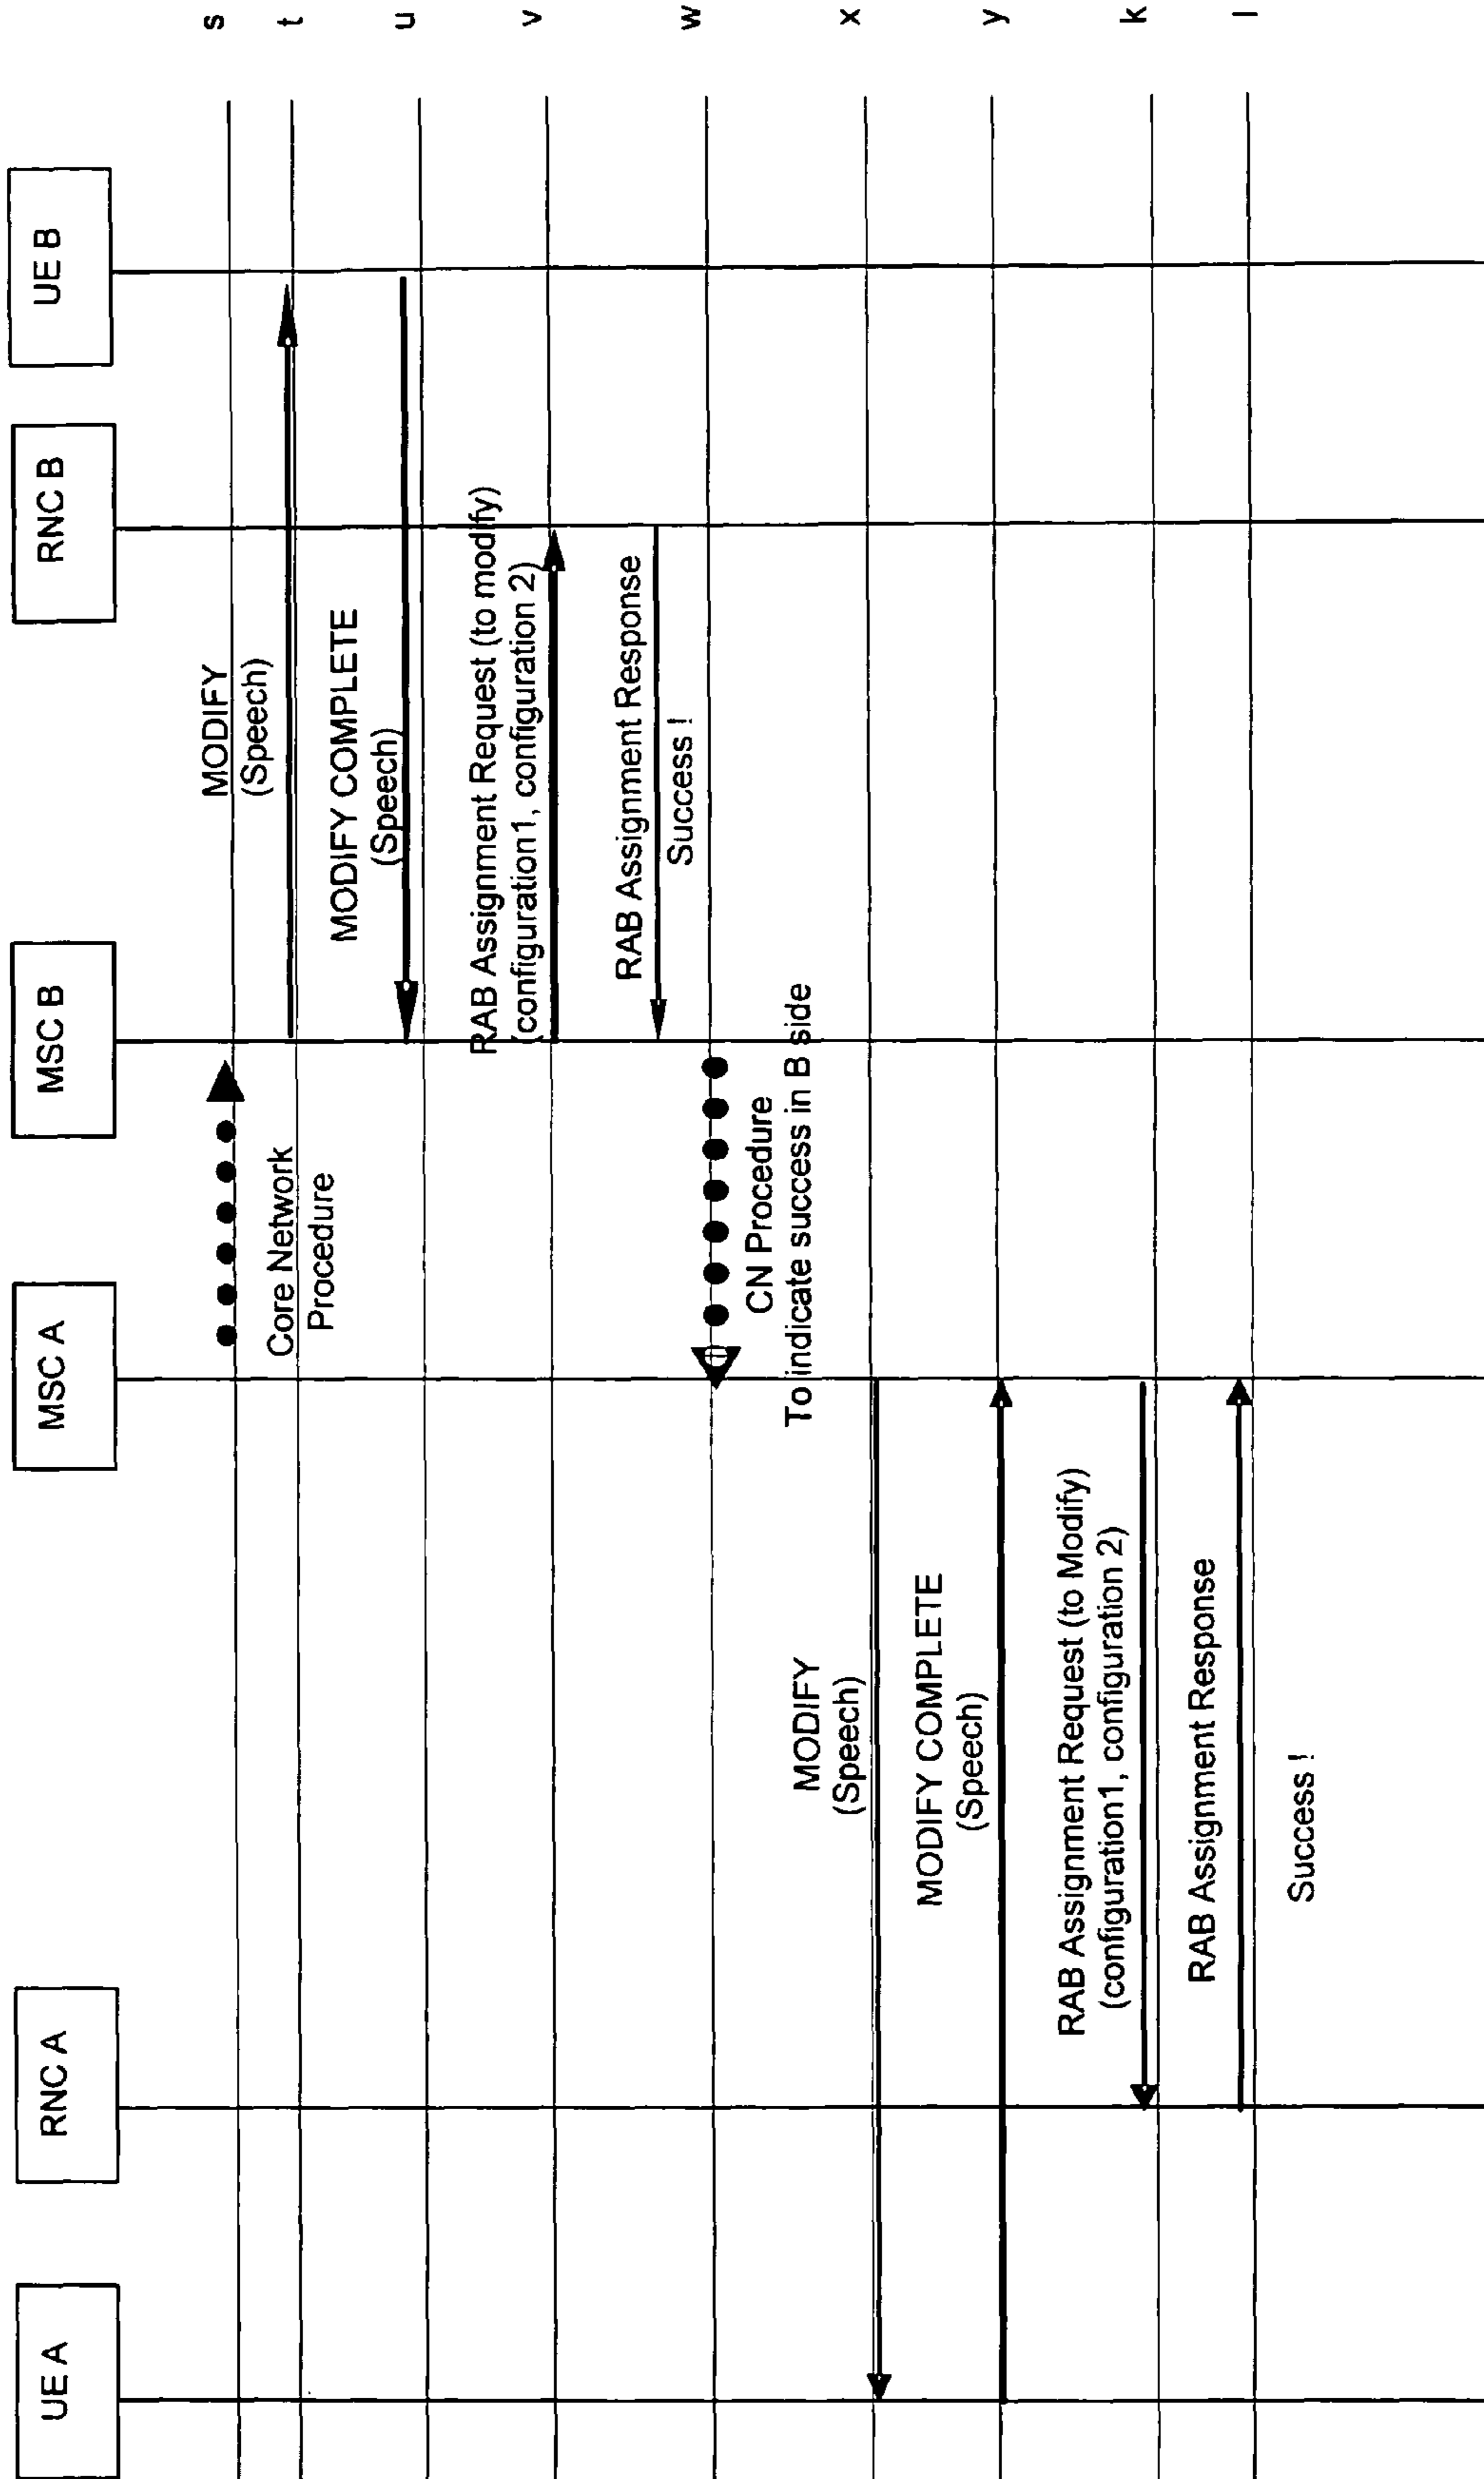 UE A
RNC A
MSC A
MSC B
RNC B
UE B
s
Core Network
Procedure
MODIFY
(Speech)
t
MODIFY COMPLETE
(Speech)
u
RAB Assignment Request (to modify)
(configuration1, configuration 2)
v
RAB Assignment Response
Success !
w
CN Procedure
To indicate success in B side
MODIFY
(Speech)
x
MODIFY COMPLETE
(Speech)
y
RAB Assignment Request (to Modify)
(configuration1, configuration 2)
k
RAB Assignment Response
l
Success !